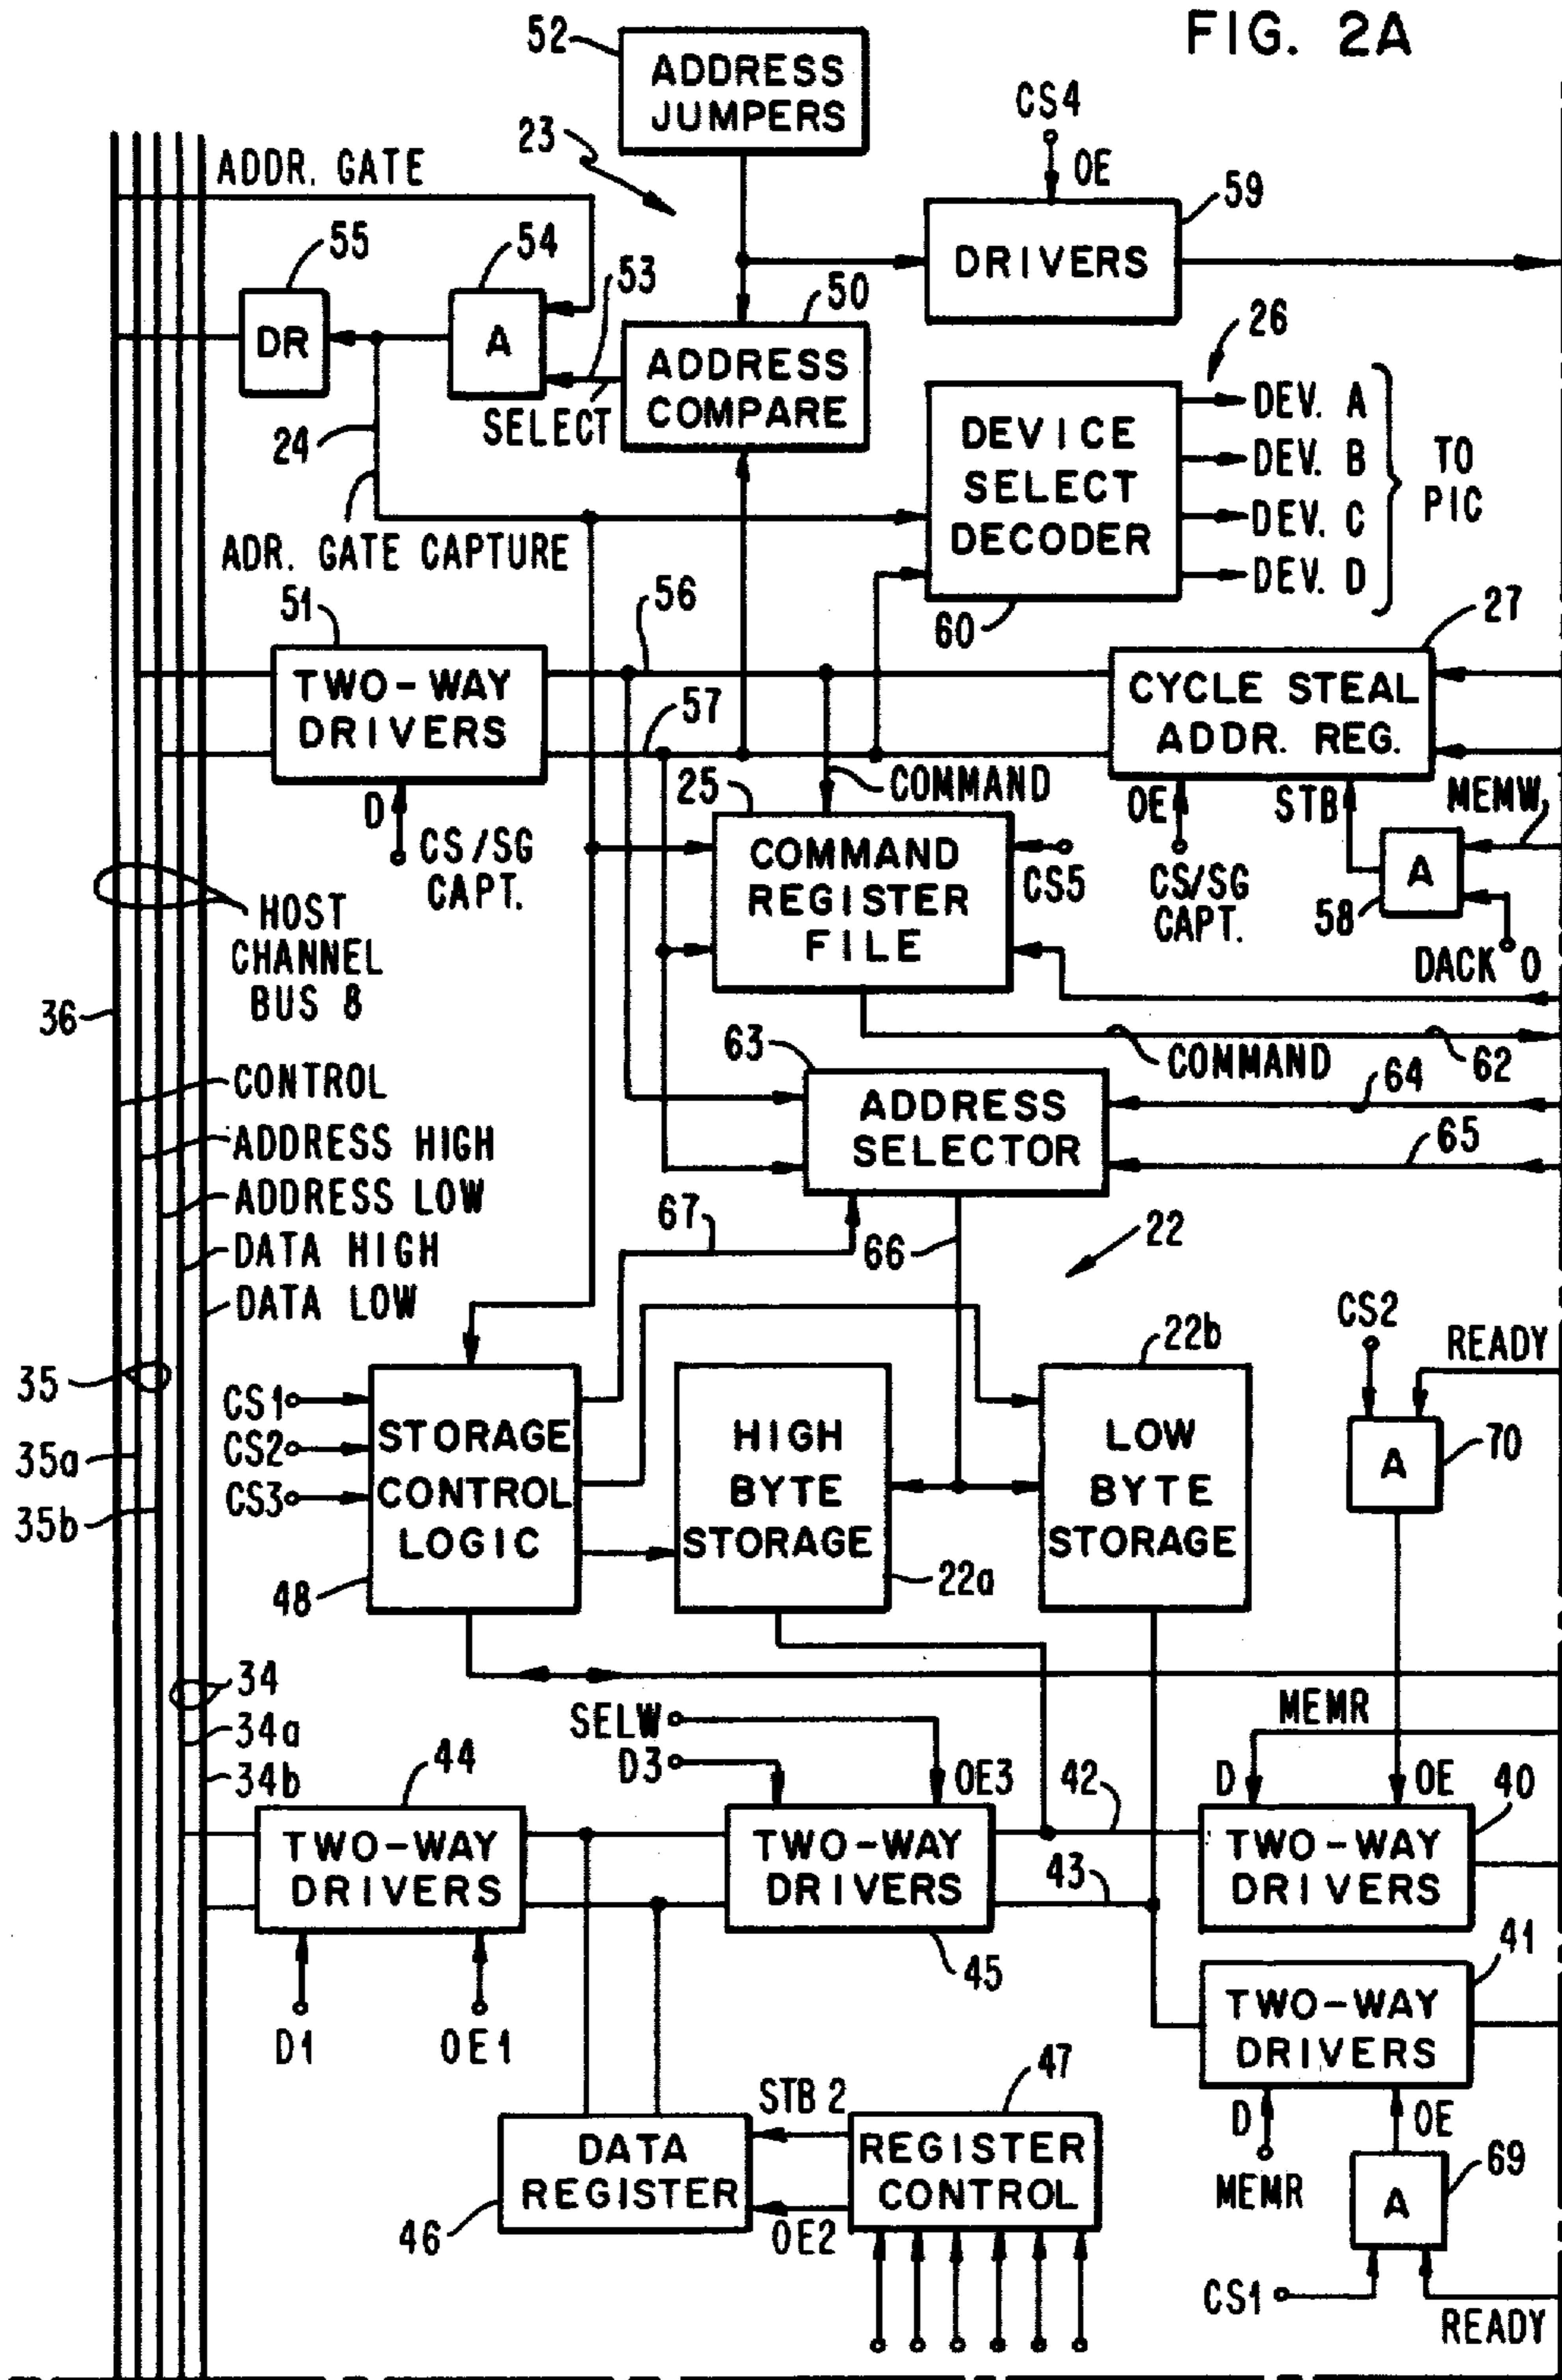 FIG. 2A
52
ADDRESS
JUMPERS
CS4
23
OE
ADDR. GATE
59
55
54
53
50
DRIVERS
26
DR
A
ADDRESS
COMPARE
SELECT
24
DEVICE
SELECT
DECODER
DEV. A
DEV. B
DEV. C
DEV. D
TO
PIC
ADR. GATE CAPTURE
51
56
60
27
TWO-WAY
DRIVERS
57
CYCLE STEAL
ADDR. REG.
D
CS/SG
CAPT.
25
COMMAND
OE
STB
MEMW
COMMAND
REGISTER
FILE
CS5
CS/SG
CAPT.
A
58
DACK 0
HOST
CHANNEL
BUS 8
36
63
COMMAND
62
CONTROL
ADDRESS
SELECTOR
64
ADDRESS HIGH
65
ADDRESS LOW
67
66
22
DATA HIGH
DATA LOW
CS2
22b
READY
35
CS1
CS2
CS3
STORAGE
CONTROL
LOGIC
HIGH
BYTE
STORAGE
LOW
BYTE
STORAGE
A
70
35a
35b
48
22a
34
34a
34b
SELW
D3
MEMR
44
OE3
42
D
OE
40
TWO-WAY
DRIVERS
TWO-WAY
DRIVERS
43
TWO-WAY
DRIVERS
45
41
D1
OE1
TWO-WAY
DRIVERS
47
STB 2
D
OE
DATA
REGISTER
REGISTER
CONTROL
MEMR
A
69
46
OE2
CS1
READY